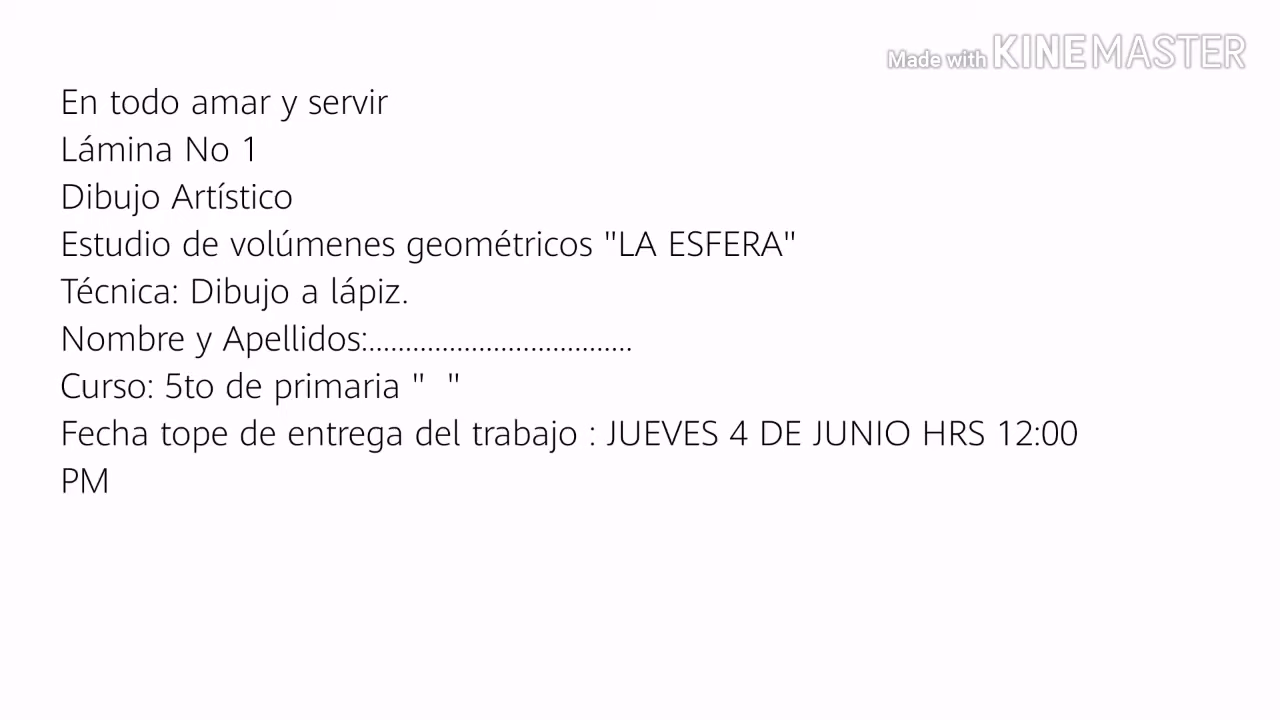 Made with KINEMASTER
En todo amar y servir
Lámina No 1
Dibujo Artístico
Estudio de volúmenes geométricos "LA ESFERA"
Técnica: Dibujo a lápiz.
Nombre y Apellidos:....................................
Curso: 5to de primaria "  "
Fecha tope de entrega del trabajo : JUEVES 4 DE JUNIO HRS 12:00
PM